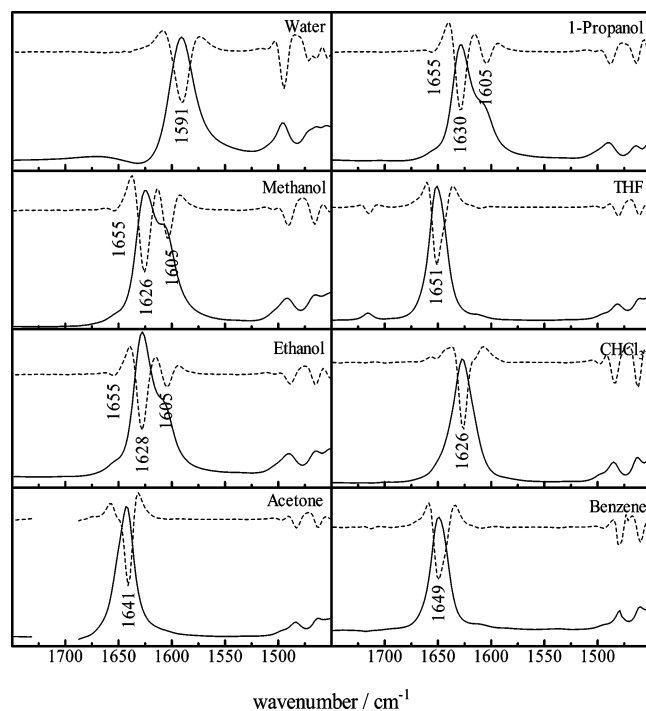 Water
1591
1-Propanol
1655
1630
1605
Methanol
1655
1626
1605
THF
1651
Ethanol
1655
1628
1605
CHCl3
1626
Acetone
1641
Benzene
1649
1700 1650 1600 1550 1500
1700 1650 1600 1550 1500
wavenumber / cm-1